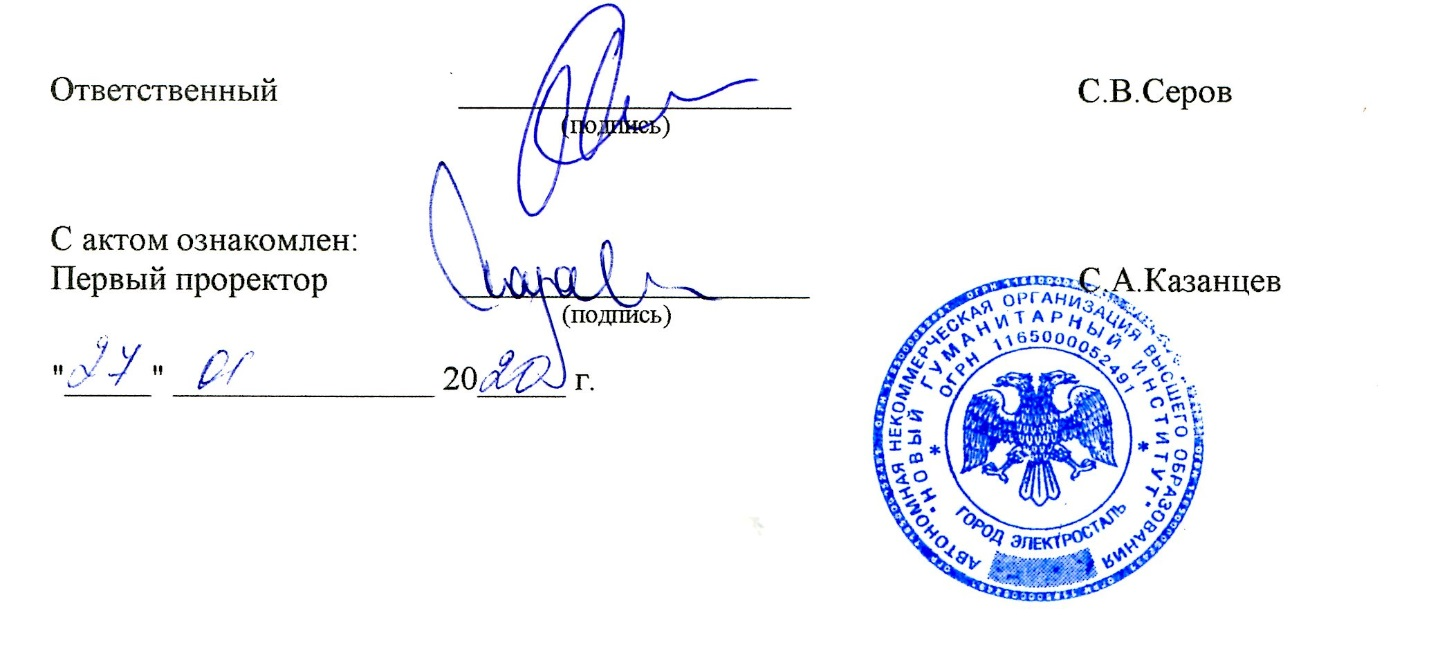 Ответственный
(подпись)
С.В.Серов
С актом ознакомлен:
Первый проректор
(подпись)
С.А.Казанцев
"27" 01 2020 г.
АВТОНОМНАЯ НЕКОММЕРЧЕСКАЯ ОРГАНИЗАЦИЯ ВЫСШЕГО ОБРАЗОВАНИЯ
"НОВЫЙ ГУМАНИТАРНЫЙ ИНСТИТУТ"
ОГРН 1165000052491
* ГОРОД ЭЛЕКТРОСТАЛЬ *